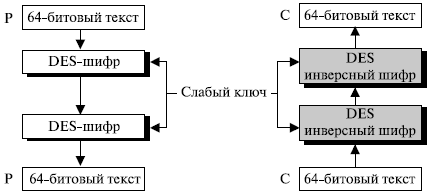 P 64-битовый текст
DES-шифр
DES-шифр
P 64-битовый текст
Слабый ключ
C 64-битовый текст
DES
инверсный шифр
DES
инверсный шифр
C 64-битовый текст